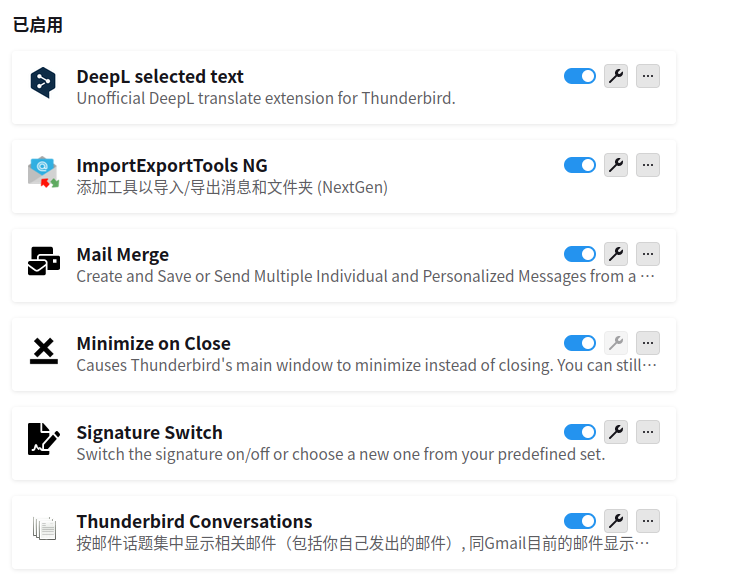 已启用
DeepL selected text
Unofficial DeepL translate extension for Thunderbird.
ImportExportTools NG
添加工具以导入/导出消息和文件夹 (NextGen)
Mail Merge
Create and Save or Send Multiple Individual and Personalized Messages from a ···
Minimize on Close
Causes Thunderbird's main window to minimize instead of closing. You can still···
Signature Switch
Switch the signature on/off or choose a new one from your predefined set.
Thunderbird Conversations
按邮件话题集中显示相关邮件（包括你自己发出的邮件）, 同Gmail目前的邮件显示···